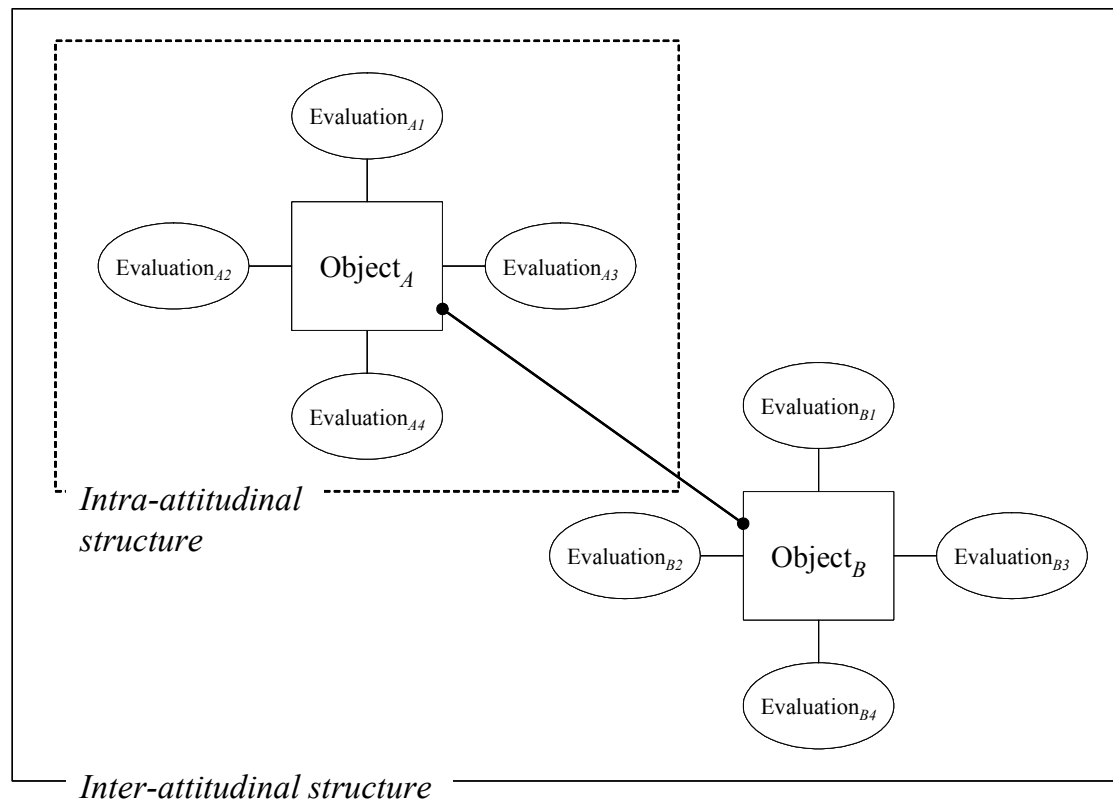 Evaluation_A1
Evaluation_A2
Object_A
Evaluation_A3
Evaluation_A4
Intra-attitudinal
structure
Evaluation_B1
Evaluation_B2
Object_B
Evaluation_B3
Evaluation_B4
Inter-attitudinal structure